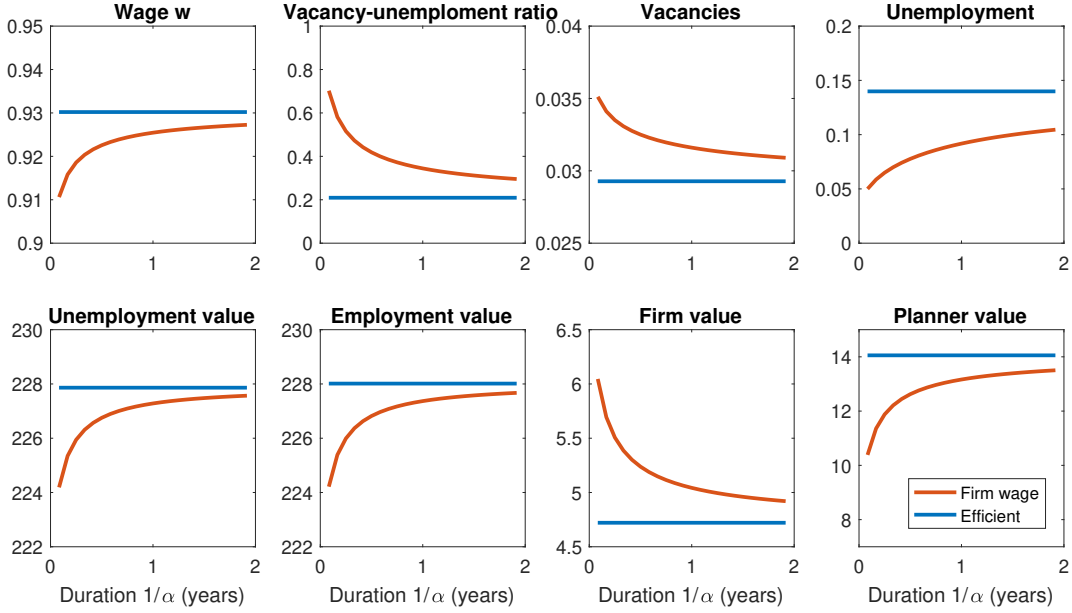 Wage w
0.95
0.94
0.93
0.92
0.91
0.9
0 1 2
Vacancy-unemploment ratio
1
0.8
0.6
0.4
0.2
0
0 1 2
Vacancies
0.04
0.035
0.03
0.025
0 1 2
Unemployment
0.2
0.15
0.1
0.05
0
0 1 2
Unemployment value
230
228
226
224
222
0 1 2
Duration 1/α (years)
Employment value
230
228
226
224
222
0 1 2
Duration 1/α (years)
Firm value
6.5
6
5.5
5
4.5
0 1 2
Duration 1/α (years)
Planner value
14
12
10
8
0 1 2
Duration 1/α (years)
Firm wage
Efficient